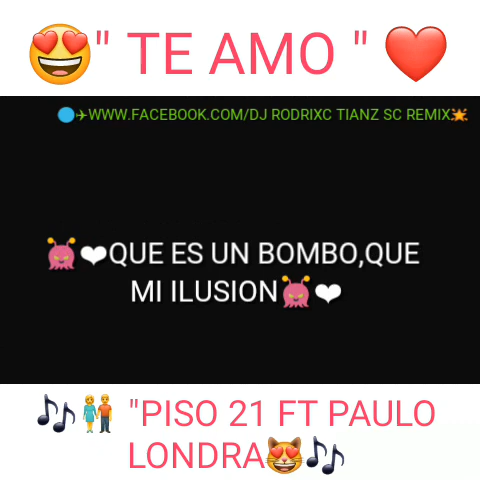 😍" TE AMO " ❤️
🔵✈WWW.FACEBOOK.COM/DJ RODRIXC TIANZ SC REMIX🌟
👾❤QUE ES UN BOMBO,QUE
MI ILUSION👾❤
🎶👫 "PISO 21 FT PAULO
LONDRA😻🎶